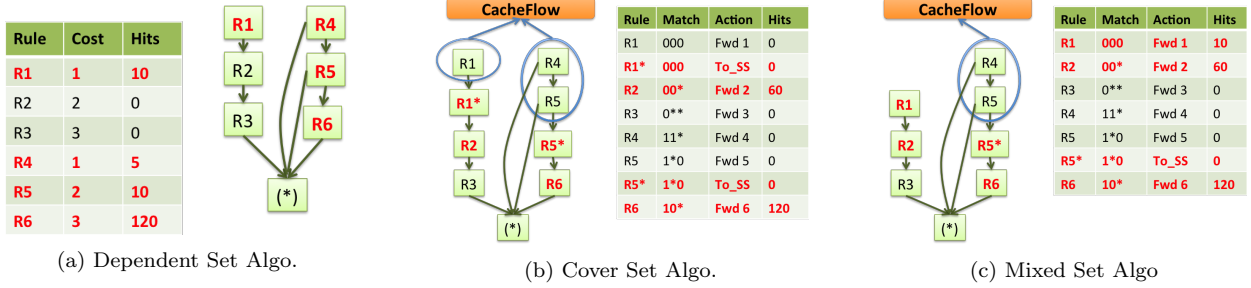 Rule Cost Hits
R1 1 10
R2 2 0
R3 3 0
R4 1 5
R5 2 10
R6 3 120
R1 R4
R2 R5
R3 R6
(*)
(a) Dependent Set Algo.
CacheFlow
R1 R4
R5
R1*
R2 R5*
R3 R6
(*)
Rule Match Action Hits
R1 000 Fwd 1 0
R1* 000 To_SS 0
R2 00* Fwd 2 60
R3 0** Fwd 3 0
R4 11* Fwd 4 0
R5 1*0 Fwd 5 0
R5* 1*0 To_SS 0
R6 10* Fwd 6 120
(b) Cover Set Algo.
CacheFlow
R4
R1 R5
R2 R5*
R3 R6
(*)
Rule Match Action Hits
R1 000 Fwd 1 10
R2 00* Fwd 2 60
R3 0** Fwd 3 0
R4 11* Fwd 4 0
R5 1*0 Fwd 5 0
R5* 1*0 To_SS 0
R6 10* Fwd 6 120
(c) Mixed Set Algo